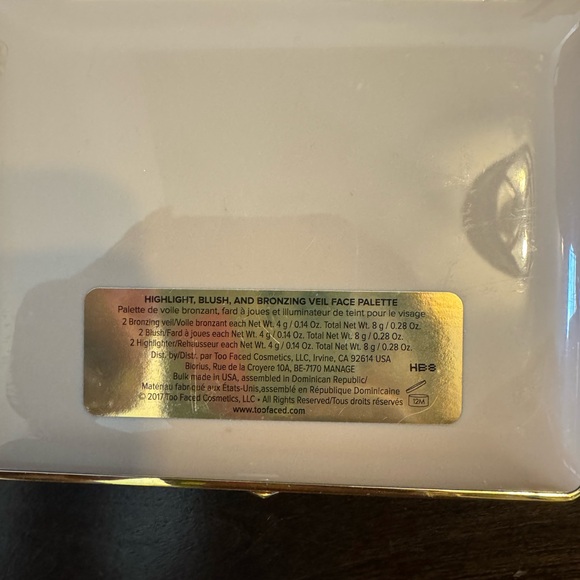 HIGHLIGHT, BLUSH, AND BRONZING VEIL FACE PALETTE
Palette de voile bronzant, fard à joues et illuminateur de teint pour le visage
2 Bronzing veil/Voile bronzant each Net Wt. 4 g / 0.14 Oz. Total Net Wt. 8 g / 0.28 Oz.
2 Blush/Fard à joues each Net Wt. 4 g / 0.14 Oz. Total Net Wt. 8 g / 0.28 Oz.
2 Highlighter/Rehausseur each Net Wt. 4 g / 0.14 Oz. Total Net Wt. 8 g / 0.28 Oz.
Dist. by/Dist. par Too Faced Cosmetics, LLC, Irvine, CA 92614 USA
Biorius, Rue de la Croyere 10A, BE-7170 MANAGE
HB8
Bulk made in USA, assembled in Dominican Republic/
Matériau fabriqué aux États-Unis,assemblé en République Dominicaine
© 2017 Too Faced Cosmetics, LLC • All Rights Reserved/Tous droits réservés
12M
www.toofaced.com